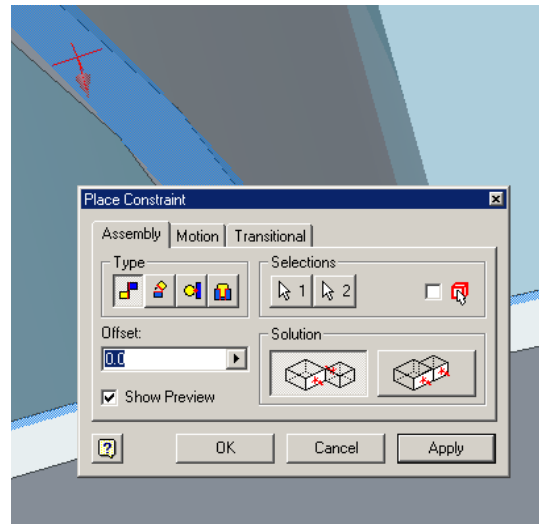 Place Constraint
Assembly Motion Transitional
Type Selections
1 2
Offset: Solution
0.0
Show Preview
OK Cancel Apply